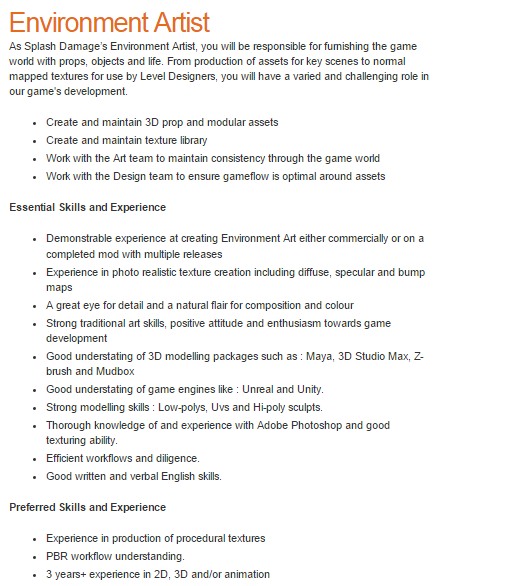 Environment Artist
As Splash Damage's Environment Artist, you will be responsible for furnishing the game
world with props, objects and life. From production of assets for key scenes to normal
mapped textures for use by Level Designers, you will have a varied and challenging role in
our game's development.
• Create and maintain 3D prop and modular assets
• Create and maintain texture library
• Work with the Art team to maintain consistency through the game world
• Work with the Design team to ensure gameflow is optimal around assets
Essential Skills and Experience
• Demonstrable experience at creating Environment Art either commercially or on a
completed mod with multiple releases
• Experience in photo realistic texture creation including diffuse, specular and bump
maps
• A great eye for detail and a natural flair for composition and colour
• Strong traditional art skills, positive attitude and enthusiasm towards game
development
• Good understating of 3D modelling packages such as : Maya, 3D Studio Max, Z-
brush and Mudbox
• Good understating of game engines like : Unreal and Unity.
• Strong modelling skills : Low-polys, Uvs and Hi-poly sculpts.
• Thorough knowledge of and experience with Adobe Photoshop and good
texturing ability.
• Efficient workflows and diligence.
• Good written and verbal English skills.
Preferred Skills and Experience
• Experience in production of procedural textures
• PBR workflow understanding.
• 3 years+ experience in 2D, 3D and/or animation